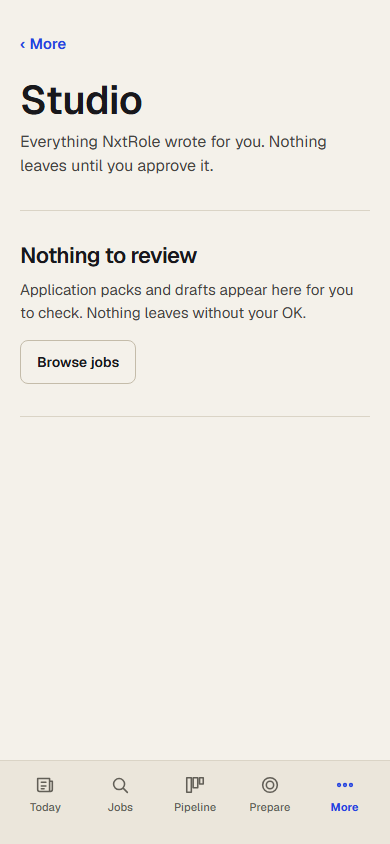 ‹ More
Studio
Everything NxtRole wrote for you. Nothing
leaves until you approve it.
Nothing to review
Application packs and drafts appear here for you
to check. Nothing leaves without your OK.
Browse jobs
Today Jobs Pipeline Prepare More